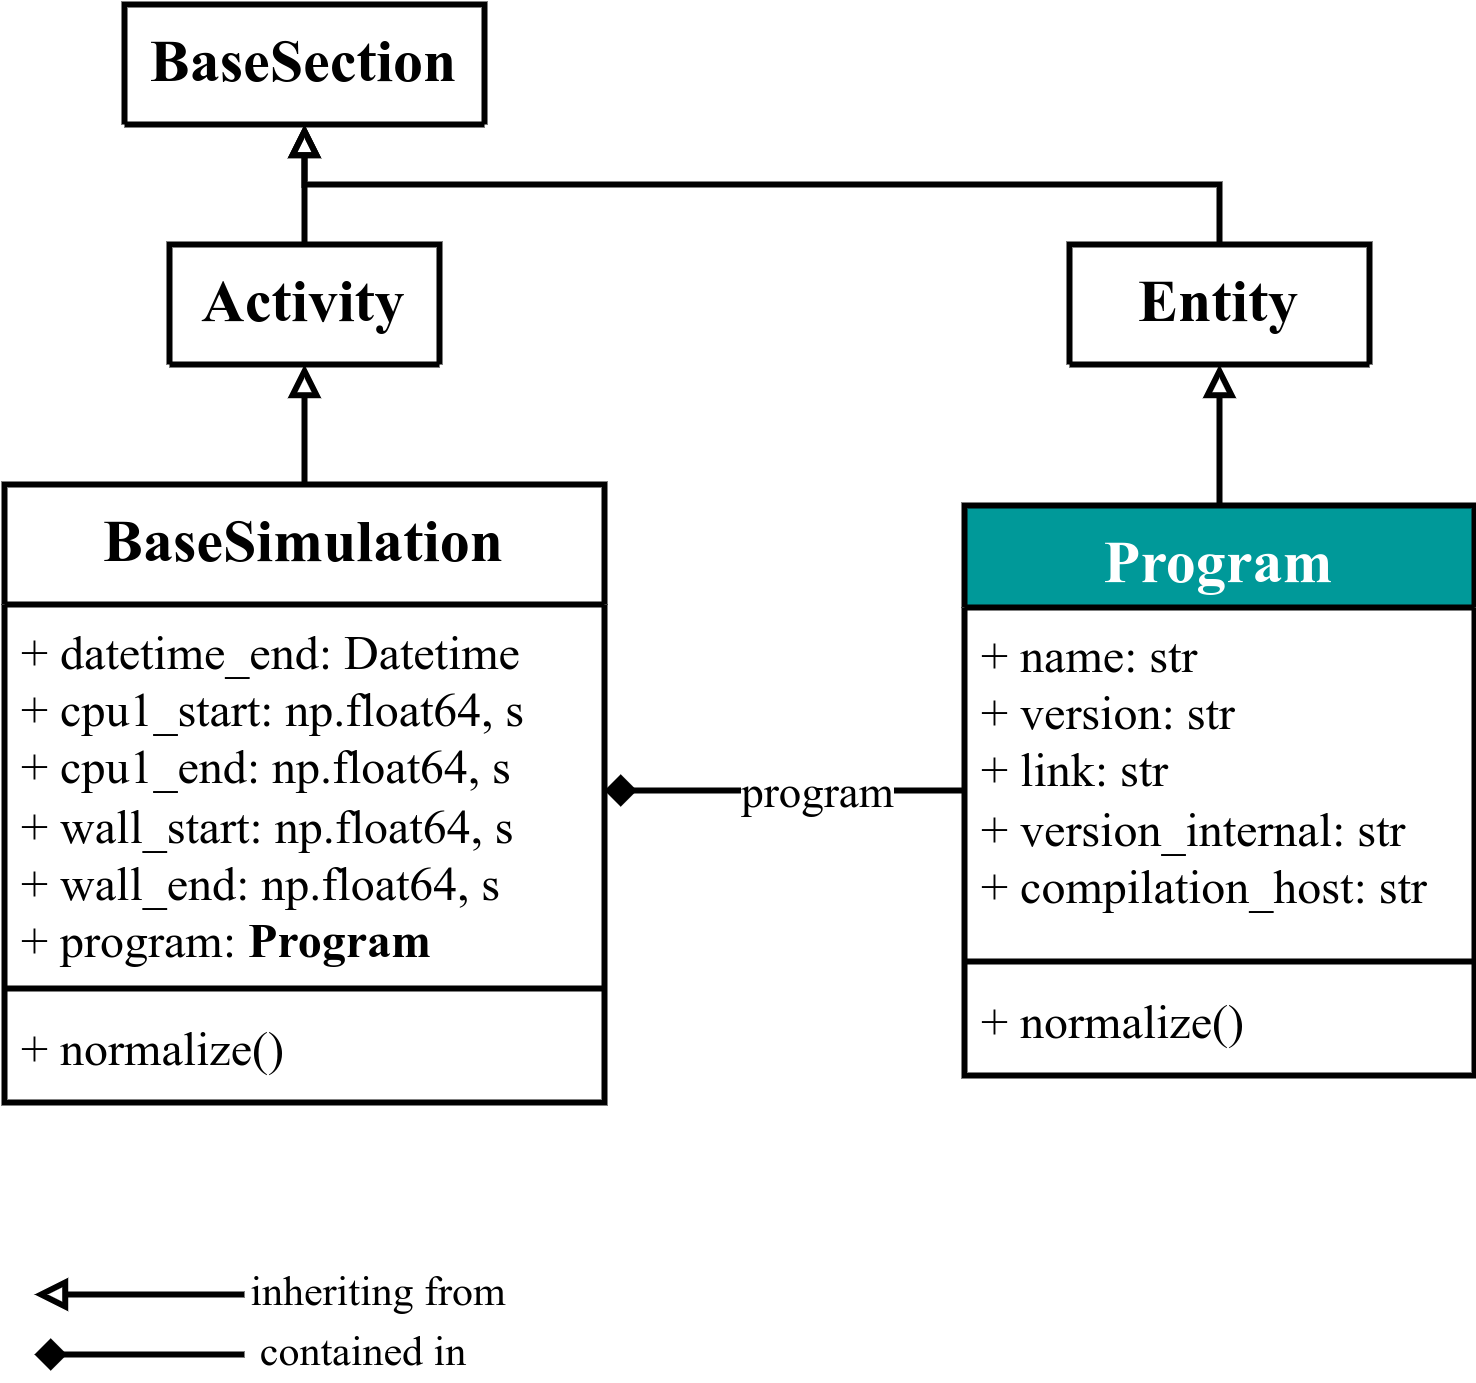 BaseSection
Activity
Entity
BaseSimulation
+ datetime_end: Datetime
+ cpu1_start: np.float64, s
+ cpu1_end: np.float64, s
+ wall_start: np.float64, s
+ wall_end: np.float64, s
+ program: Program
+ normalize()
program
Program
+ name: str
+ version: str
+ link: str
+ version_internal: str
+ compilation_host: str
+ normalize()
inheriting from
contained in